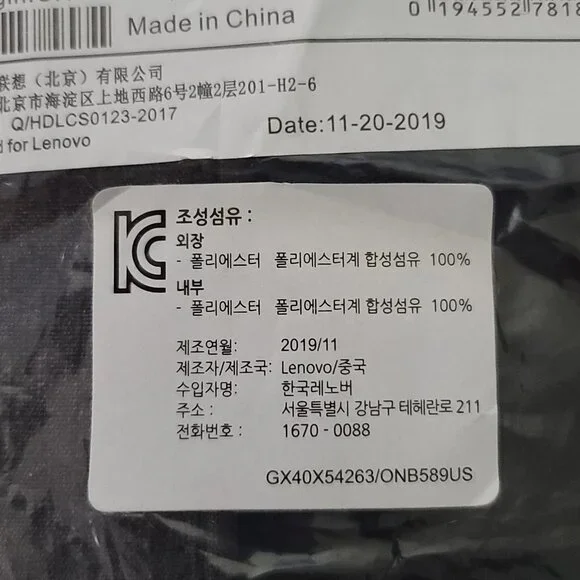 Made in China
0 194552 7818
联想（北京）有限公司
北京市海淀区上地西路6号2幢2层201-H2-6
Q/HDLCS0123-2017
for Lenovo
Date:11-20-2019
KC
조성섬유 :
외장
- 폴리에스터 폴리에스터계 합성섬유 100%
내부
- 폴리에스터 폴리에스터계 합성섬유 100%
제조연월: 2019/11
제조자/제조국: Lenovo/중국
수입자명: 한국레노버
주소 : 서울특별시 강남구 테헤란로 211
전화번호 : 1670 - 0088
GX40X54263/ONB589US